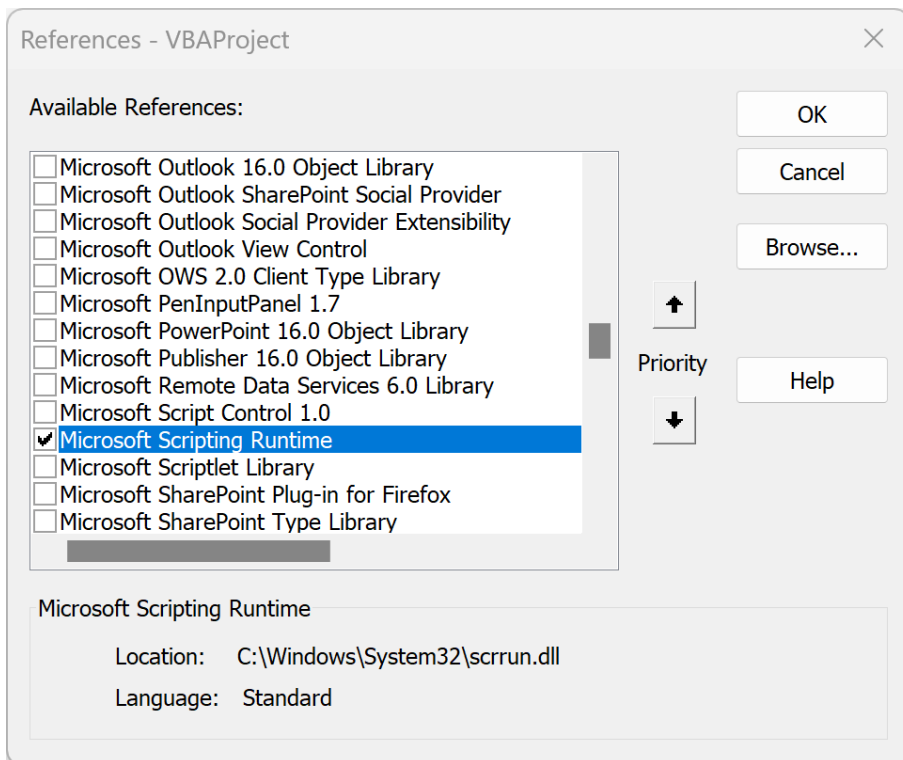 References - VBAProject
Available References:
OK
Cancel
Browse...
Priority
Help
Microsoft Outlook 16.0 Object Library
Microsoft Outlook SharePoint Social Provider
Microsoft Outlook Social Provider Extensibility
Microsoft Outlook View Control
Microsoft OWS 2.0 Client Type Library
Microsoft PenInputPanel 1.7
Microsoft PowerPoint 16.0 Object Library
Microsoft Publisher 16.0 Object Library
Microsoft Remote Data Services 6.0 Library
Microsoft Script Control 1.0
Microsoft Scripting Runtime
Microsoft Scriptlet Library
Microsoft SharePoint Plug-in for Firefox
Microsoft SharePoint Type Library
Microsoft Scripting Runtime
Location: C:\Windows\System32\scrrun.dll
Language: Standard